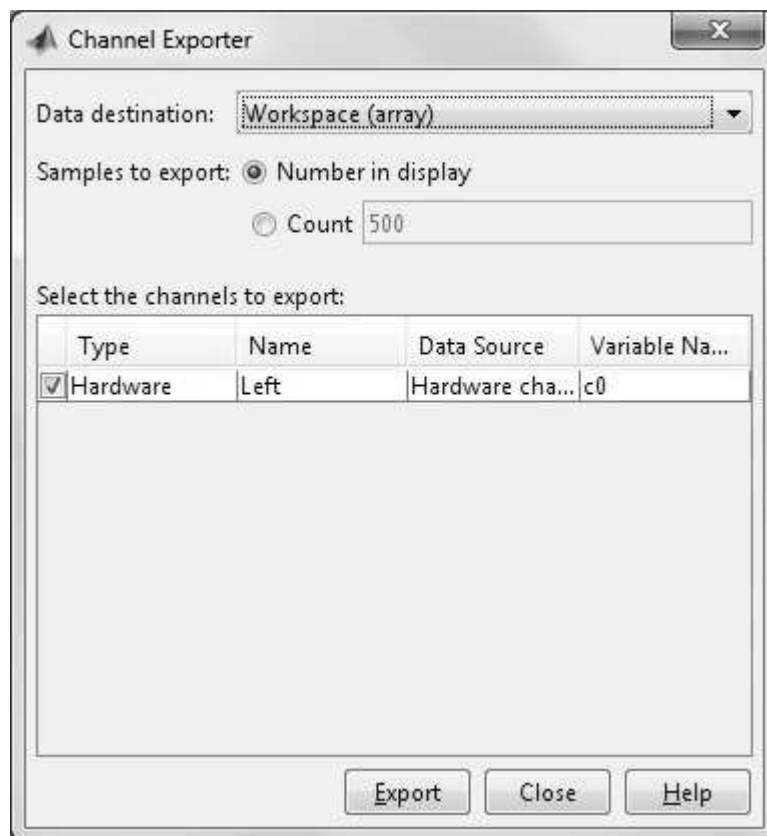 Channel Exporter
Data destination: Workspace (array)
Samples to export: Number in display
Count 500
Select the channels to export:
Type Name Data Source Variable Na...
Hardware Left Hardware cha... c0
Export Close Help